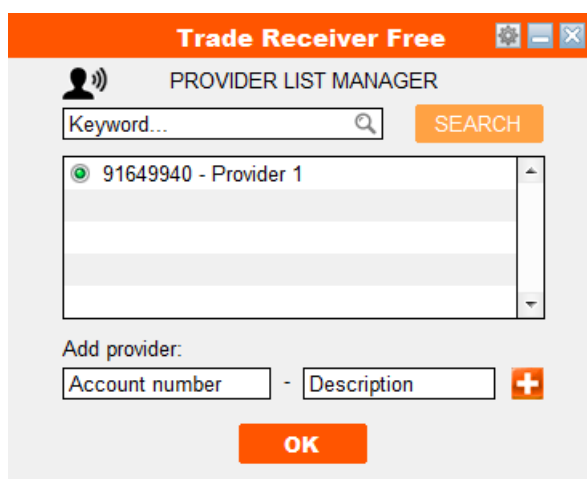 Trade Receiver Free
PROVIDER LIST MANAGER
Keyword... SEARCH
91649940 - Provider 1
Add provider:
Account number - Description
OK